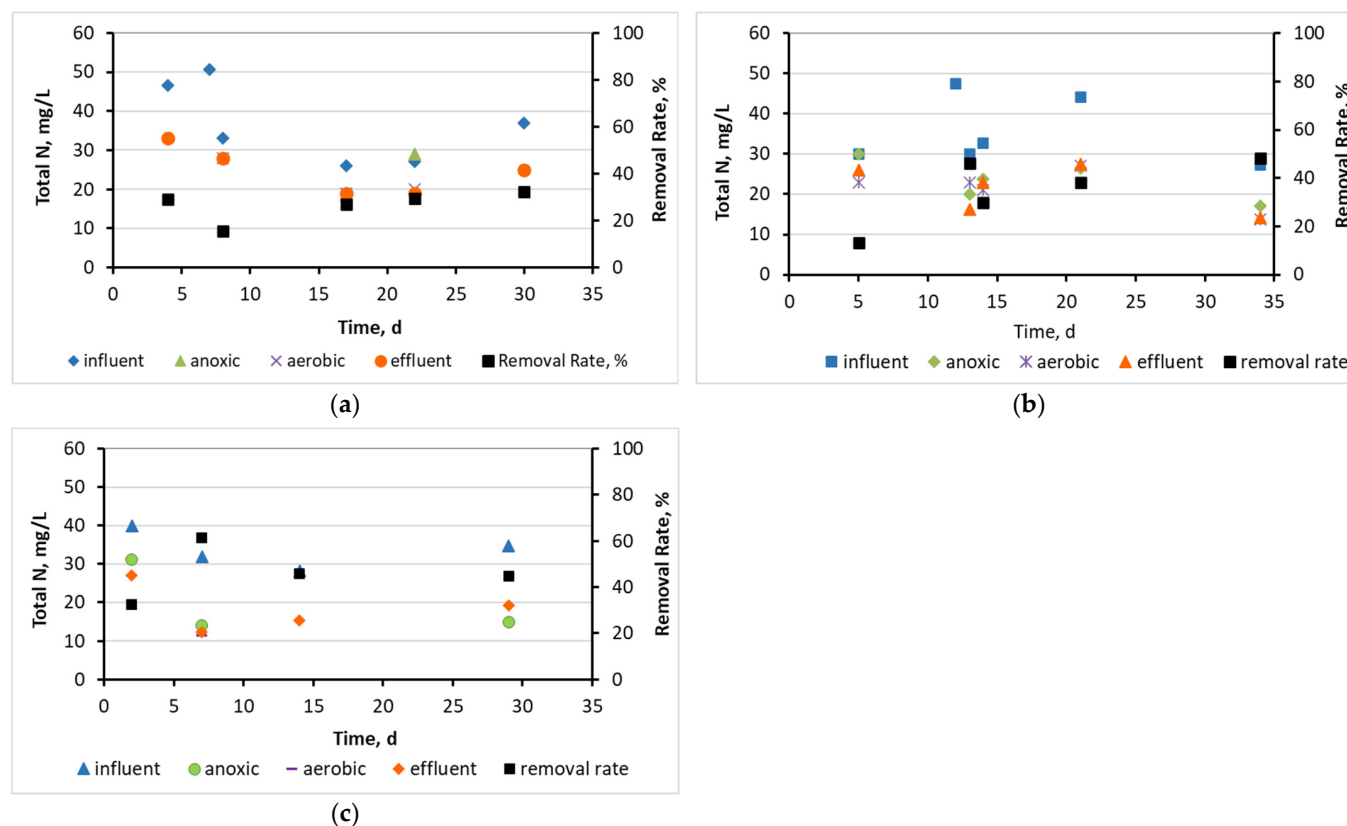 60
50
40
30
20
10
0
Total N, mg/L
100
80
60
40
20
0
Removal Rate, %
0 5 10 15 20 25 30 35
Time, d
influent anoxic aerobic effluent Removal Rate, %
(a)
60
50
40
30
20
10
0
Total N, mg/L
100
80
60
40
20
0
Removal Rate, %
0 5 10 15 20 25 30 35
Time, d
influent anoxic aerobic effluent removal rate
(b)
60
50
40
30
20
10
0
Total N, mg/L
100
80
60
40
20
0
Removal Rate, %
0 5 10 15 20 25 30 35
Time, d
influent anoxic aerobic effluent removal rate
(c)